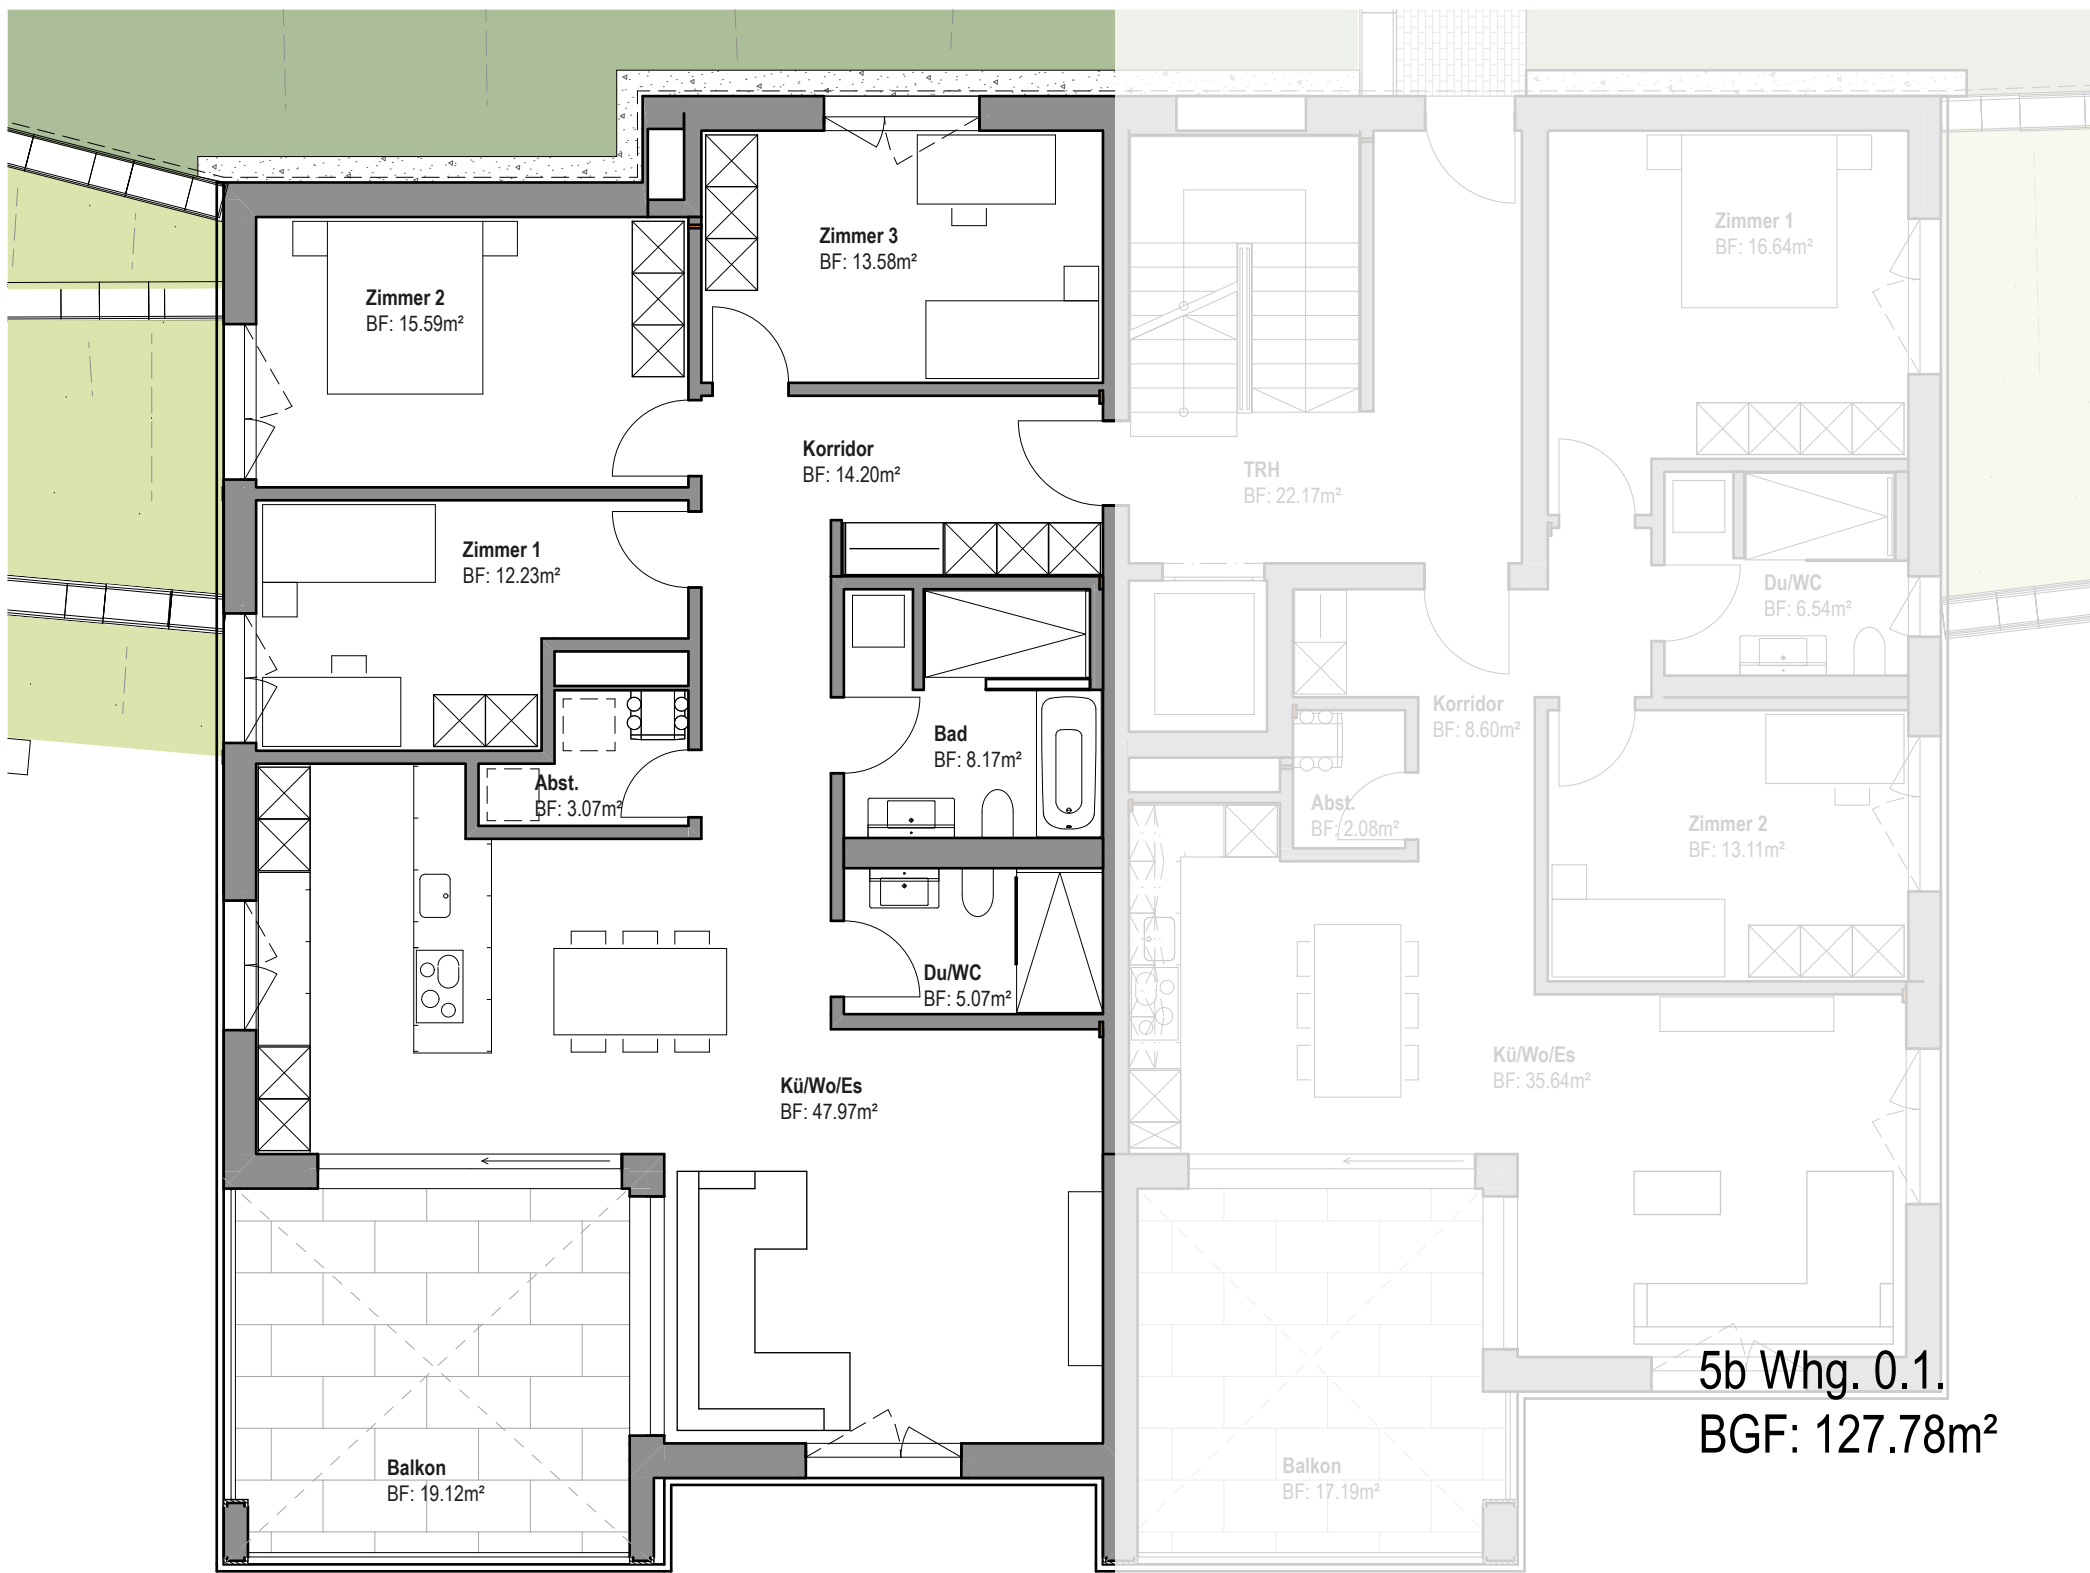 Zimmer 3
BF: 13.58m²
Zimmer 2
BF: 15.59m²
Korridor
BF: 14.20m²
Zimmer 1
BF: 12.23m²
Bad
BF: 8.17m²
Abst.
BF: 3.07m²
Du/WC
BF: 5.07m²
Kü/Wo/Es
BF: 47.97m²
Balkon
BF: 19.12m²
Zimmer 1
BF: 16.64m²
TRH
BF: 22.17m²
Du/WC
BF: 6.54m²
Korridor
BF: 8.60m²
Abst.
BF: 2.08m²
Zimmer 2
BF: 13.11m²
Kü/Wo/Es
BF: 35.64m²
Balkon
BF: 17.19m²
5b Whg. 0.1.
BGF: 127.78m²